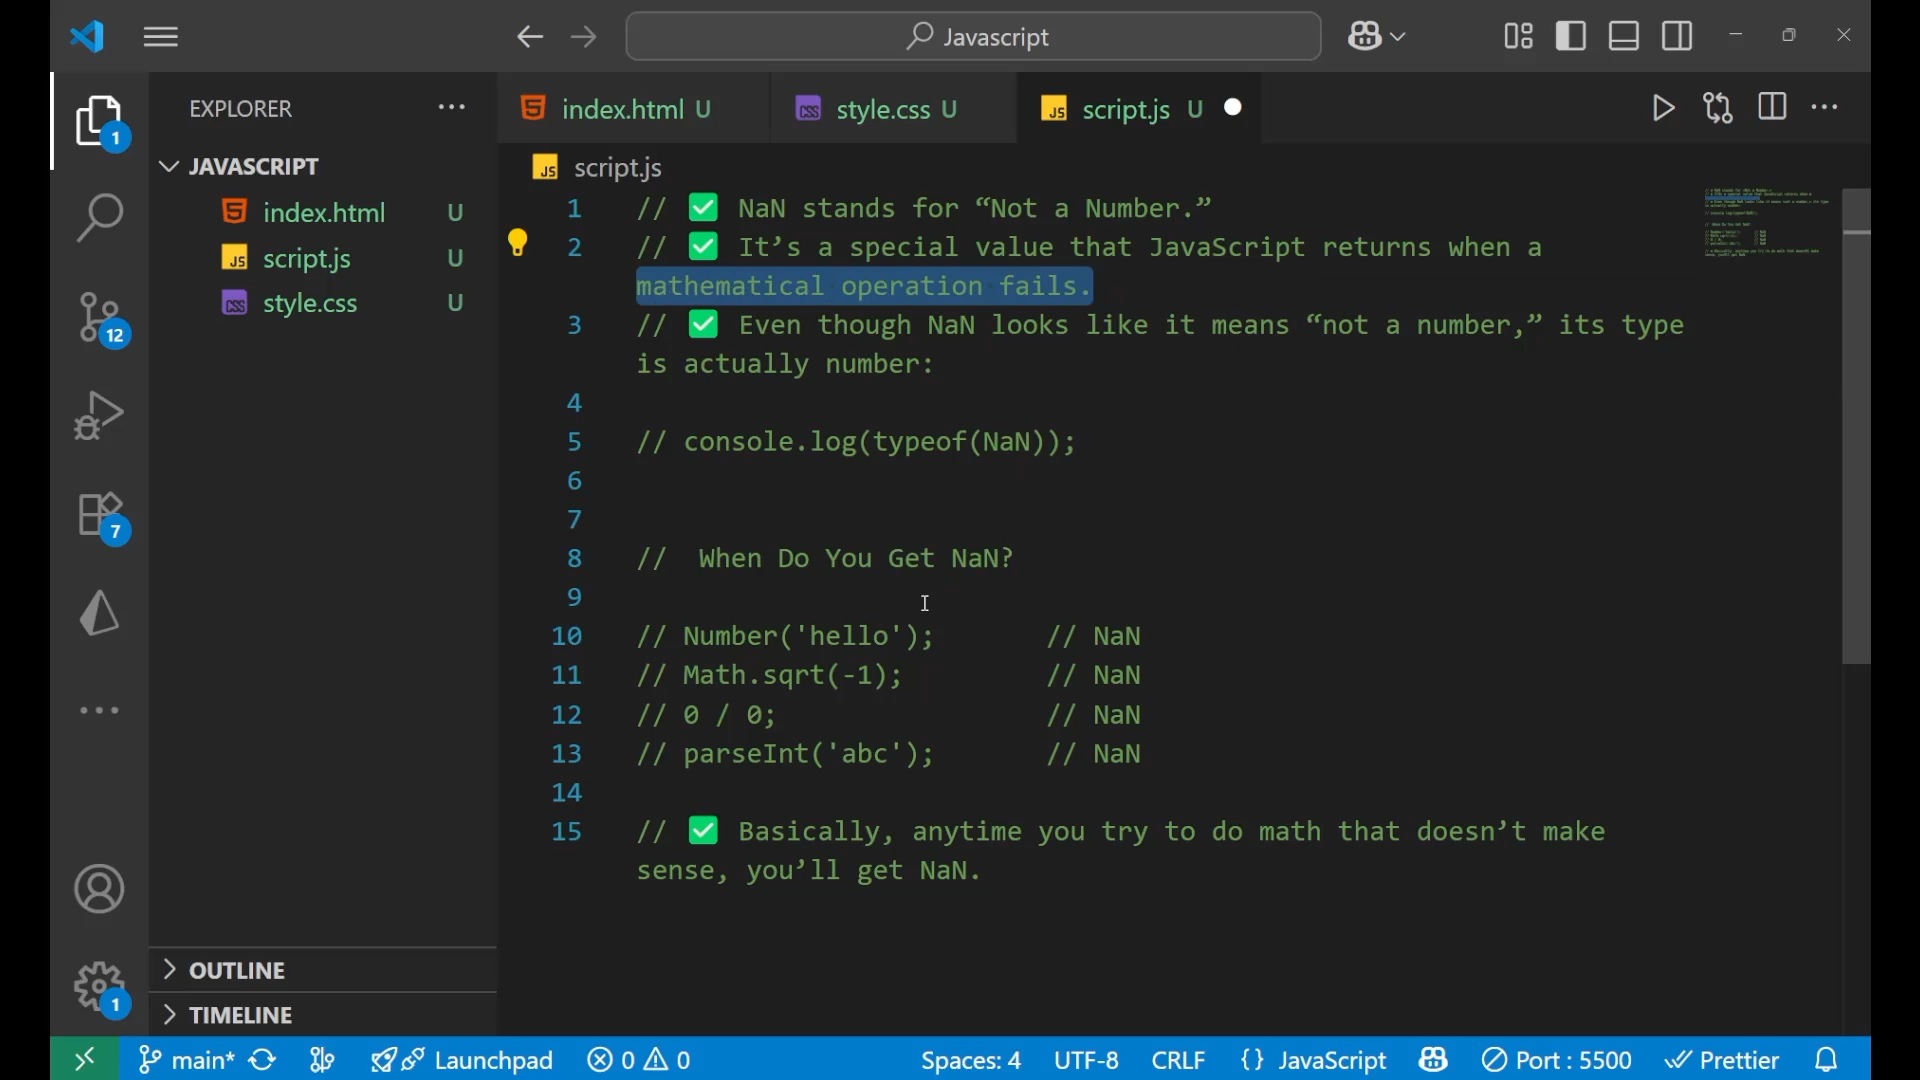 Javascript
EXPLORER
index.html U
style.css U
script.js U
1
JAVASCRIPT
index.html U
script.js U
style.css U
12
7
1
script.js
1 // ✅ NaN stands for “Not a Number.”
2 // ✅ It’s a special value that JavaScript returns when a
mathematical operation fails.
3 // ✅ Even though NaN looks like it means “not a number,” its type
is actually number:
4
5 // console.log(typeof(NaN));
6
7
8 //  When Do You Get NaN?
9
10 // Number('hello');       // NaN
11 // Math.sqrt(-1);         // NaN
12 // 0 / 0;                 // NaN
13 // parseInt('abc');       // NaN
14
15 // ✅ Basically, anytime you try to do math that doesn’t make
sense, you’ll get NaN.
OUTLINE
TIMELINE
main* Launchpad 0 0 Spaces: 4 UTF-8 CRLF {} JavaScript Port : 5500 Prettier